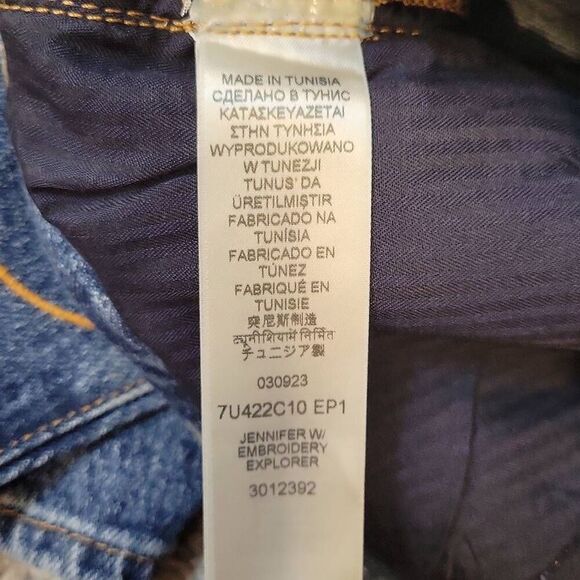 MADE IN TUNISIA
СДЕЛАНО В ТУНИС
ΚΑΤΑΣΚΕΥΑΖΕΤΑΙ
ΣΤΗΝ ΤΥΝΗΣΙΑ
WYPRODUKOWANO
W TUNEZJI
TUNUS' DA
ÜRETILMIŞTIR
FABRICADO NA
TUNÍSIA
FABRICADO EN
TÚNEZ
FABRIQUÉ EN
TUNISIE
突尼斯制造
ट्यूनीशियामें निर्मित
チュニジア製
030923
7U422C10 EP1
JENNIFER W/
EMBROIDERY
EXPLORER
3012392